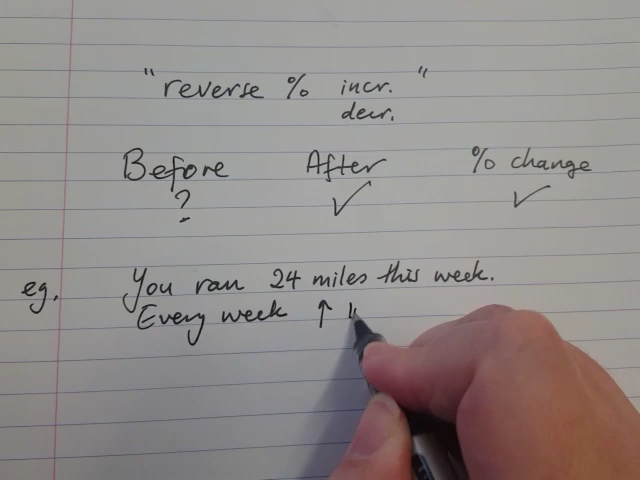 "reverse % incr."
decr.
Before After % change
? ✓ ✓
eg. You ran 24 miles this week.
Every week ↑